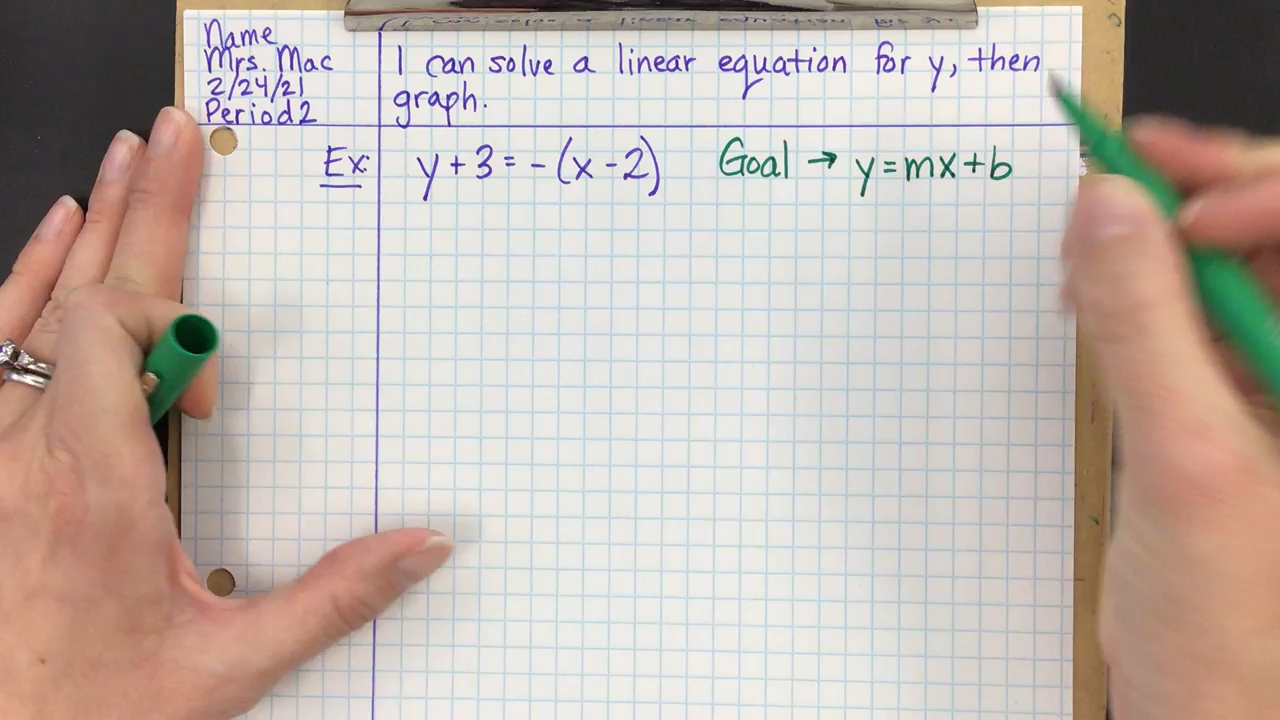 Name
Mrs. Mac
2/24/21
Period 2
I can solve a linear equation for y, then
graph.
Ex: y + 3 = -(x - 2) Goal → y = mx + b